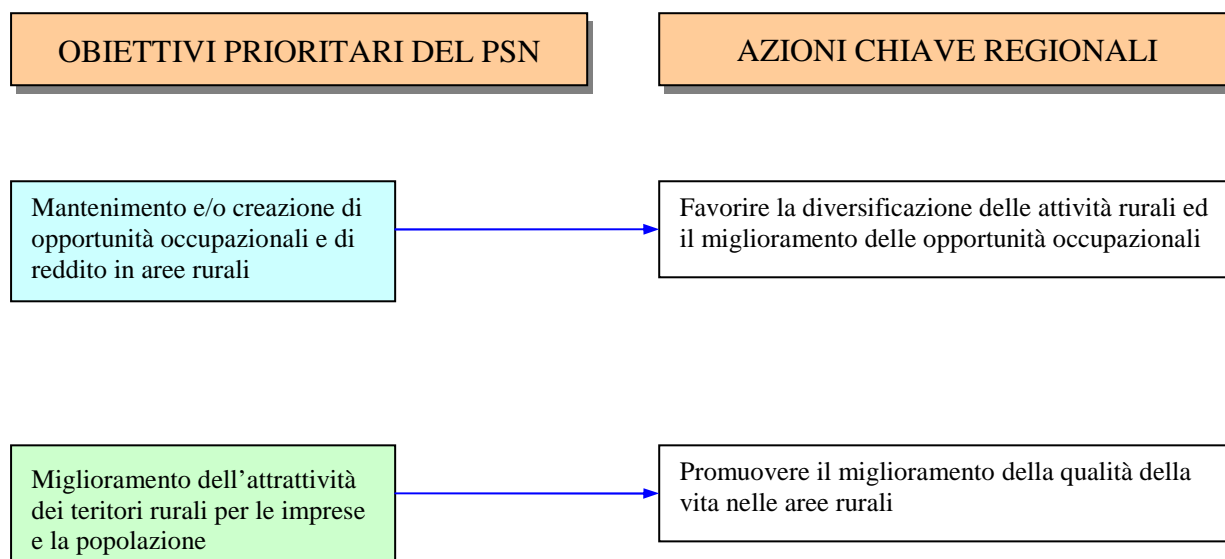 OBIETTIVI PRIORITARI DEL PSN
AZIONI CHIAVE REGIONALI
Mantenimento e/o creazione di
opportunità occupazionali e di
reddito in aree rurali
Favorire la diversificazione delle attività rurali ed
il miglioramento delle opportunità occupazionali
Miglioramento dell’attrattività
dei teritori rurali per le imprese
e la popolazione
Promuovere il miglioramento della qualità della
vita nelle aree rurali